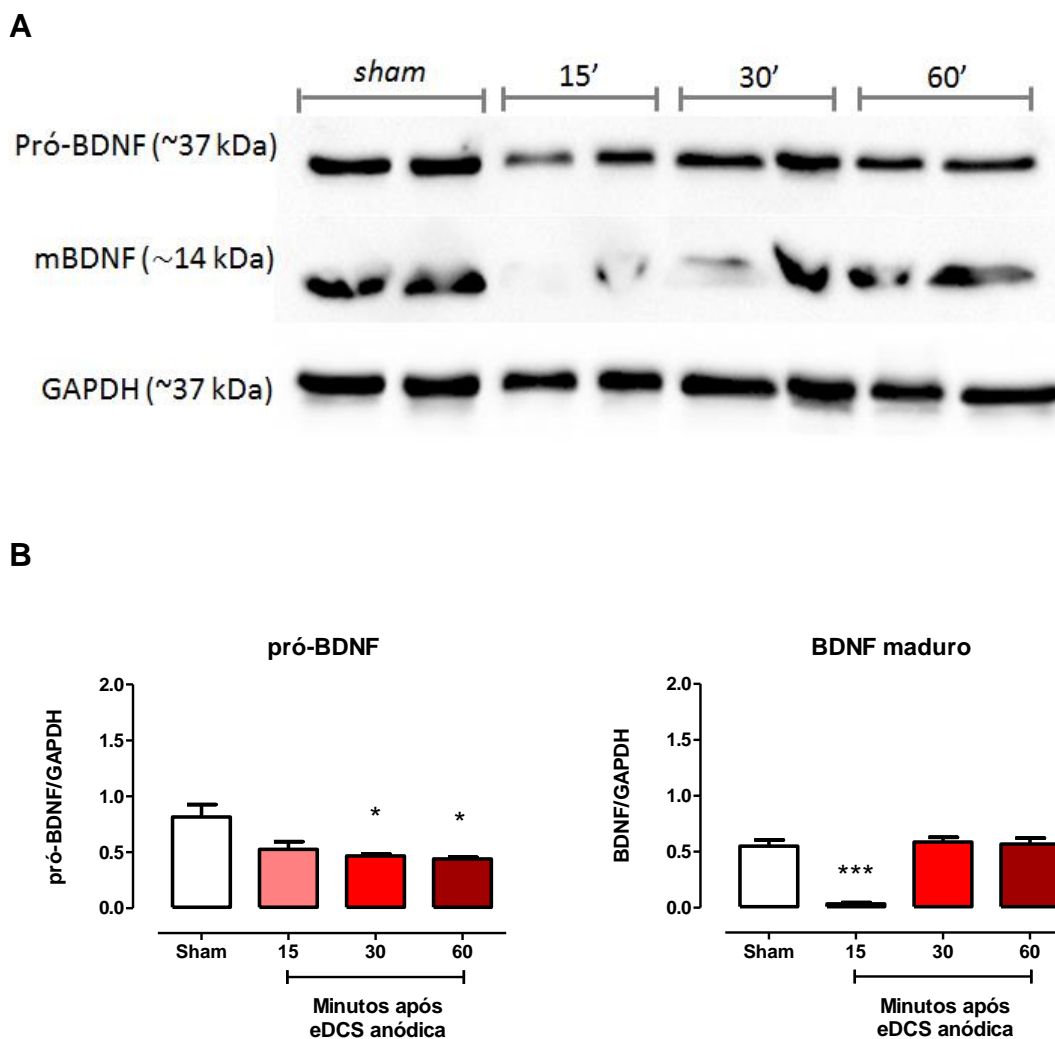 A
sham 15' 30' 60'
Pró-BDNF (~37 kDa)
mBDNF (~14 kDa)
GAPDH (~37 kDa)
B
pró-BDNF
pró-BDNF/GAPDH
2.0
1.5
1.0
0.5
0.0
* *
Sham 15 30 60
Minutos após
eDCS anódica
BDNF maduro
BDNF/GAPDH
2.0
1.5
1.0
0.5
0.0
***
Sham 15 30 60
Minutos após
eDCS anódica